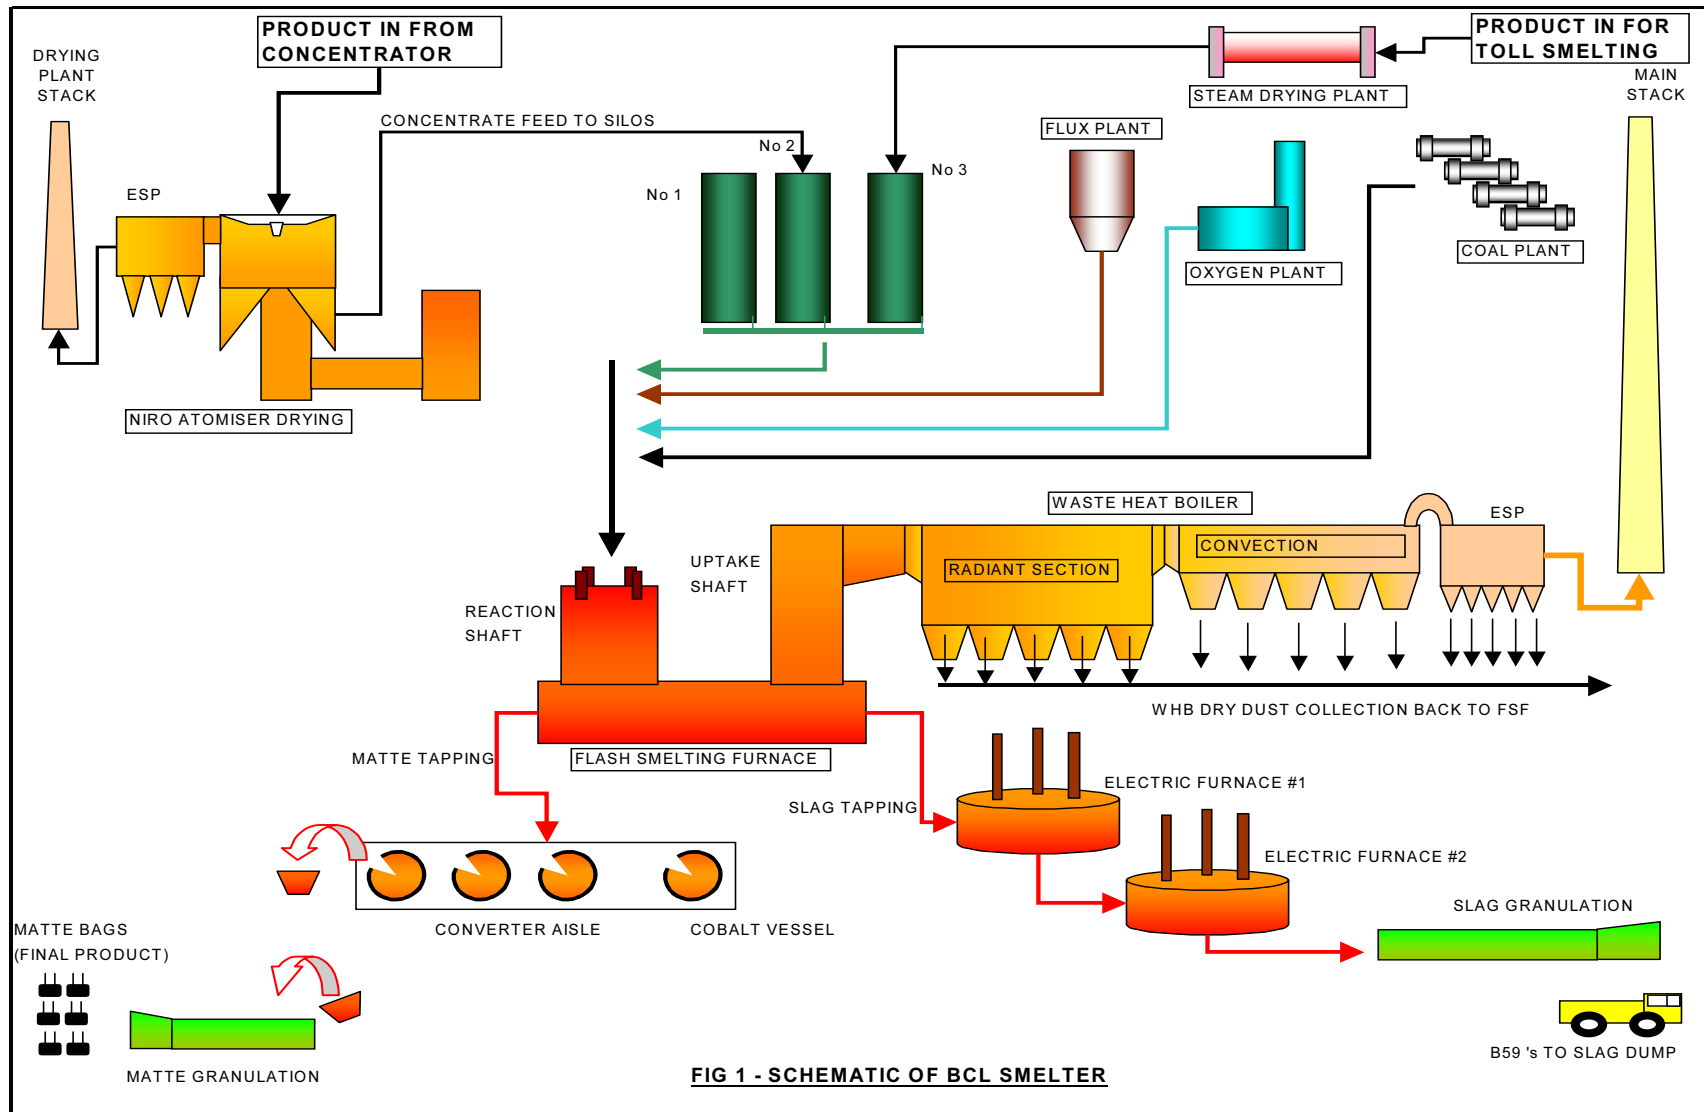 PRODUCT IN FROM
CONCENTRATOR
PRODUCT IN FOR
TOLL SMELTING
DRYING
PLANT
STACK
MAIN
STACK
STEAM DRYING PLANT
CONCENTRATE FEED TO SILOS
FLUX PLANT
No 2
No 3
No 1
ESP
COAL PLANT
OXYGEN PLANT
NIRO ATOMISER DRYING
WASTE HEAT BOILER
ESP
CONVECTION
RADIANT SECTION
UPTAKE
SHAFT
REACTION
SHAFT
WHB DRY DUST COLLECTION BACK TO FSF
MATTE TAPPING
FLASH SMELTING FURNACE
ELECTRIC FURNACE #1
SLAG TAPPING
ELECTRIC FURNACE #2
SLAG GRANULATION
CONVERTER AISLE
COBALT VESSEL
MATTE BAGS
(FINAL PRODUCT)
B59 's TO SLAG DUMP
MATTE GRANULATION
FIG 1 - SCHEMATIC OF BCL SMELTER